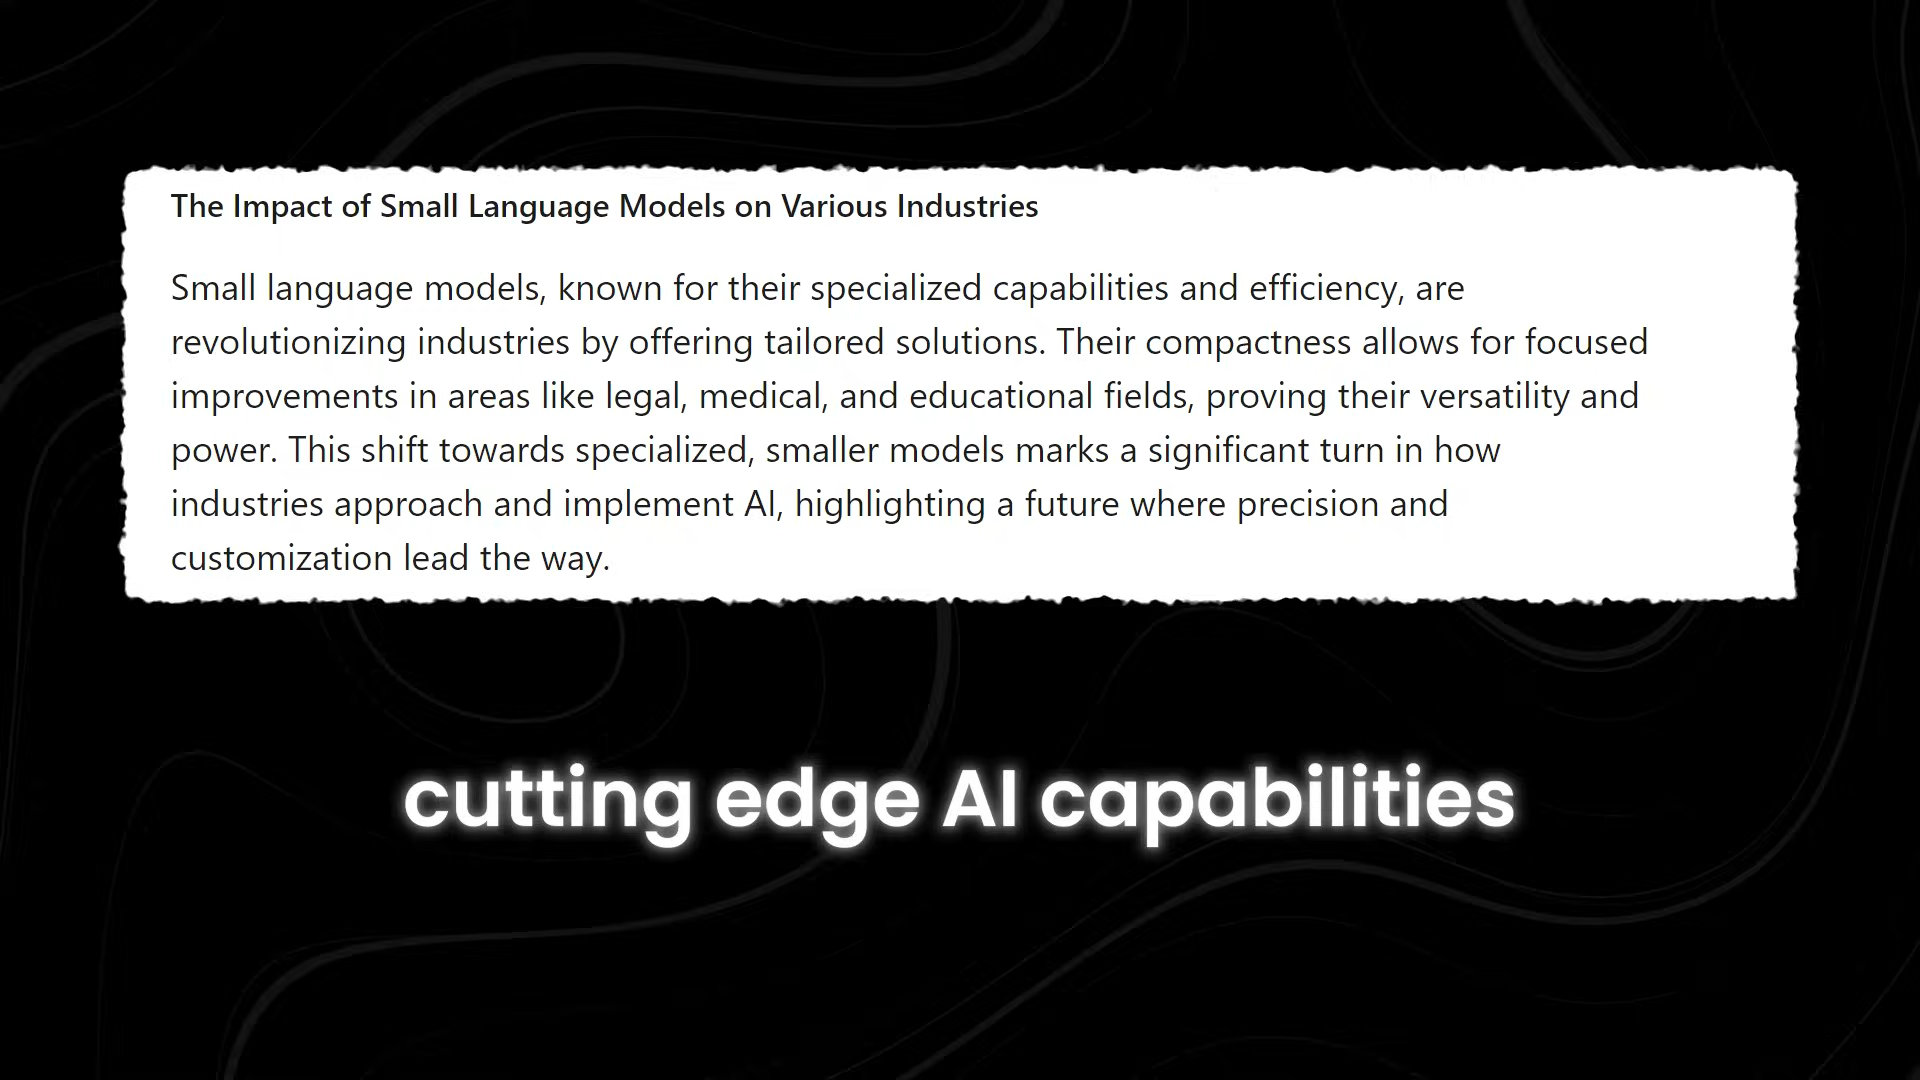 The Impact of Small Language Models on Various Industries
Small language models, known for their specialized capabilities and efficiency, are
revolutionizing industries by offering tailored solutions. Their compactness allows for focused
improvements in areas like legal, medical, and educational fields, proving their versatility and
power. This shift towards specialized, smaller models marks a significant turn in how
industries approach and implement AI, highlighting a future where precision and
customization lead the way.
cutting edge AI capabilities